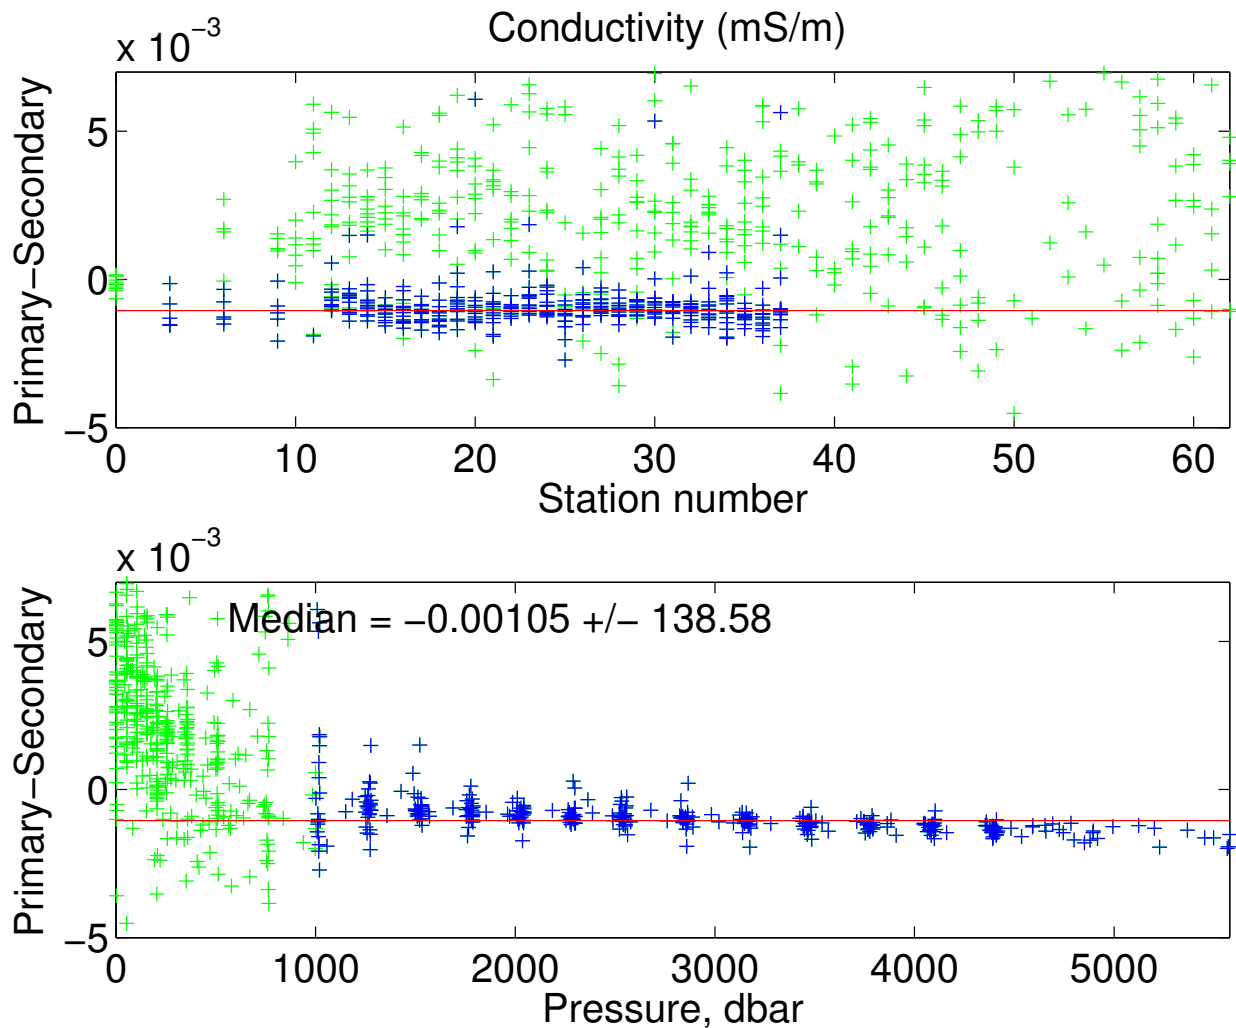 Conductivity (mS/m)
x 10⁻³
Primary−Secondary
5
0
−5
0 10 20 30 40 50 60
Station number
x 10⁻³
Median = −0.00105 +/− 138.58
Primary−Secondary
5
0
−5
0 1000 2000 3000 4000 5000
Pressure, dbar